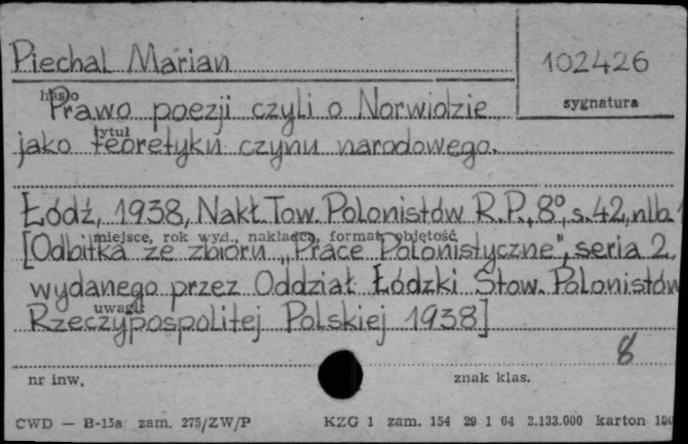 Piechal Marian
102426
hasło
sygnatura
Prawo poezji czyli o Norwidzie
tytuł
jako teoretyku czynu narodowego.
Łódź, 1938, Nakł. Tow. Polonistów R.P., 8°, s. 42, nlb.
miejsce, rok wyd., nakładca, format, objętość
[Odbitka ze zbioru "Prace Polonistyczne", seria 2,
wydanego przez Oddział Łódzki Stow. Polonistów
uwagi:
Rzeczypospolitej Polskiej 1938]
8
nr inw.
znak klas.
CWD — B-15a zam. 275/ZW/P
KZG 1 zam. 154 29 1 64 2.133.000 karton